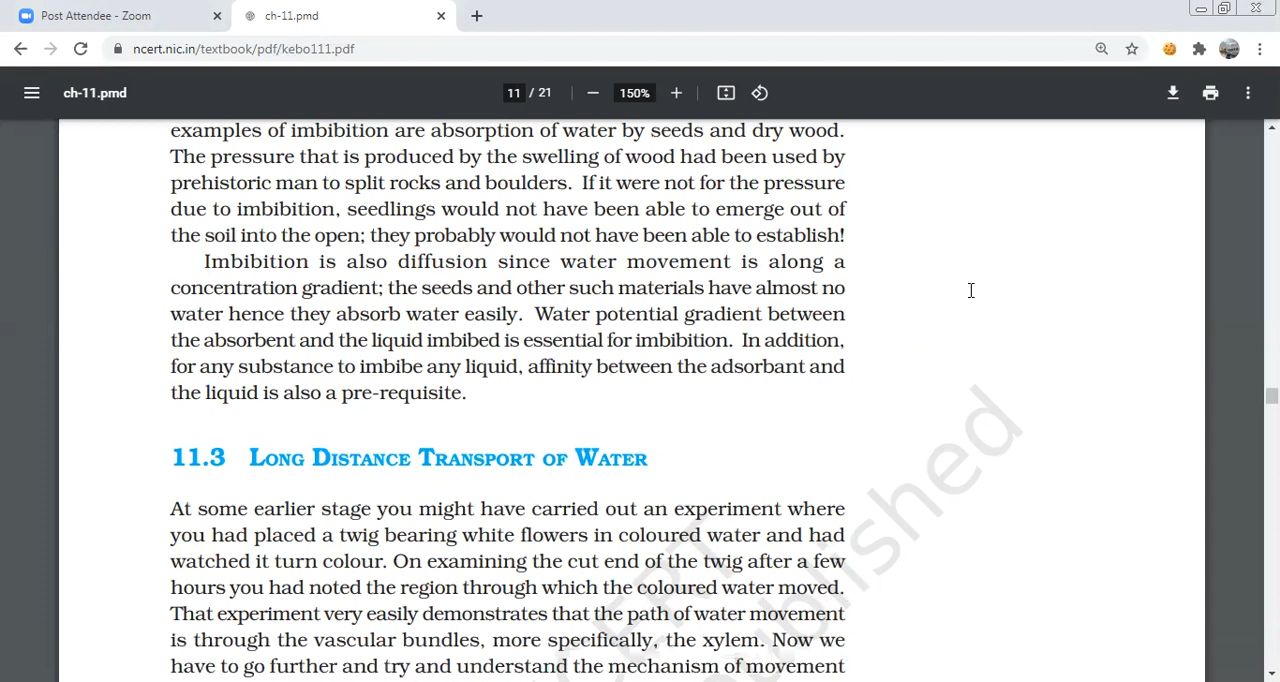 Post Attendee - Zoom
ch-11.pmd
ncert.nic.in/textbook/pdf/kebo111.pdf
ch-11.pmd
11 / 21
150%
examples of imbibition are absorption of water by seeds and dry wood.
The pressure that is produced by the swelling of wood had been used by
prehistoric man to split rocks and boulders. If it were not for the pressure
due to imbibition, seedlings would not have been able to emerge out of
the soil into the open; they probably would not have been able to establish!
Imbibition is also diffusion since water movement is along a
concentration gradient; the seeds and other such materials have almost no
water hence they absorb water easily. Water potential gradient between
the absorbent and the liquid imbibed is essential for imbibition. In addition,
for any substance to imbibe any liquid, affinity between the adsorbant and
the liquid is also a pre-requisite.
11.3 LONG DISTANCE TRANSPORT OF WATER
At some earlier stage you might have carried out an experiment where
you had placed a twig bearing white flowers in coloured water and had
watched it turn colour. On examining the cut end of the twig after a few
hours you had noted the region through which the coloured water moved.
That experiment very easily demonstrates that the path of water movement
is through the vascular bundles, more specifically, the xylem. Now we
have to go further and try and understand the mechanism of movement
NCERT
published